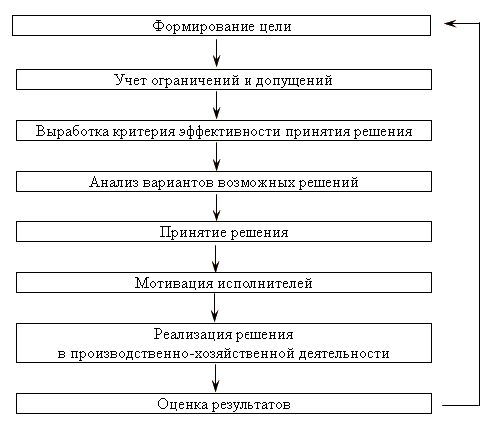 Формирование цели
Учет ограничений и допущений
Выработка критерия эффективности принятия решения
Анализ вариантов возможных решений
Принятие решения
Мотивация исполнителей
Реализация решения
в производственно-хозяйственной деятельности
Оценка результатов